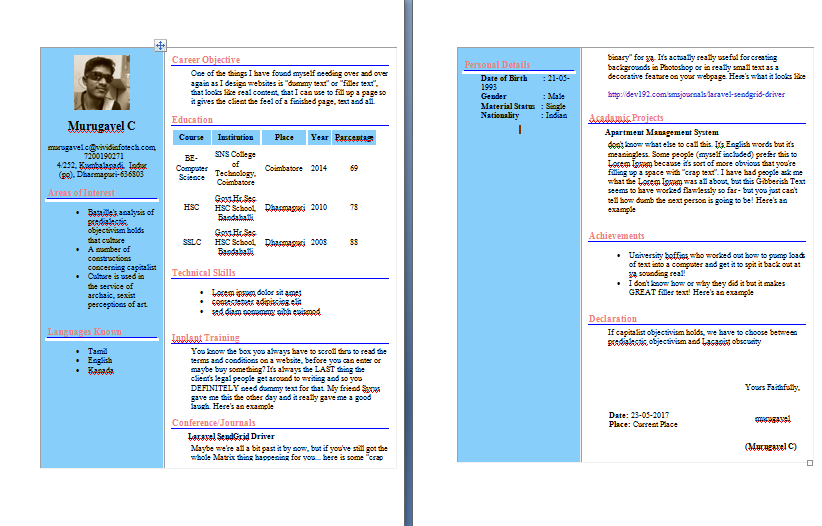 Murugavel C
murugavel.c@vividinfotech.com,
7200190271
4/252, Kumbalapadi, Indur
(po), Dharmapuri-636803
Areas of Interest
Bataille's analysis of
predialectic
objectivism holds
that culture
A number of
constructions
concerning capitalist
Culture is used in
the service of
archaic, sexist
perceptions of art.
Languages Known
Tamil
English
Kanada
Career Objective
One of the things I have found myself needing over and over
again as I design websites is "dummy text" or "filler text",
that looks like real content, that I can use to fill up a page so
it gives the client the feel of a finished page, text and all.
Education
Course Institution Place Year Parcentage
BE-
Computer
Science
SNS College
of
Technology,
Coimbatore
Coimbatore 2014 69
HSC
Govt.Hr.Sec.
HSC School,
Bandahalli
Dharmapuri 2010 78
SSLC
Govt.Hr.Sec.
HSC School,
Bandahalli
Dharmapuri 2008 88
Technical Skills
Lorem ipsum dolor sit amet
consectetuer adipiscing elit
sed diam nonummy nibh euismod
Inplant Training
You know the box you always have to scroll thru to read the
terms and conditions on a website, before you can enter or
maybe buy something? It's always the LAST thing the
client's legal people get around to writing and so you
DEFINITELY need dummy text for that. My friend Syrus
gave me this the other day and it really gave me a good
laugh. Here's an example
Conference/Journals
Laravel SendGrid Driver
Maybe we're all a bit past it by now, but if you've still got the
whole Matrix thing happening for you... here is some "crap
Personal Details
Date of Birth : 21-05-
1993
Gender : Male
Material Status : Single
Nationality : Indian
binary" for ya. It's actually really useful for creating
backgrounds in Photoshop or in really small text as a
decorative feature on your webpage. Here's what it looks like
http://dev192.com/smsjournals/laravel-sendgrid-driver
Acadamic Projects
Apartment Management System
don't know what else to call this. It's English words but it's
meaningless. Some people (myself included) prefer this to
Lorem Ipsum because it's sort of more obvious that you're
filling up a space with "crap text". I have had people ask me
what the Lorem Ipsum was all about, but this Gibberish Text
seems to have worked flawlessly so far - but you just can't
tell how dumb the next person is going to be! Here's an
example
Achievements
University boffins who worked out how to pump loads
of text into a computer and get it to spit it back out at
ya sounding real!
I don't know how or why they did it but it makes
GREAT filler text! Here's an example
Declaration
If capitalist objectivism holds, we have to choose between
predialectic objectivism and Lacanist obscurity
Yours Faithfully,
Date: 23-05-2017
Place: Current Place
murugavel
(Murugavel C)